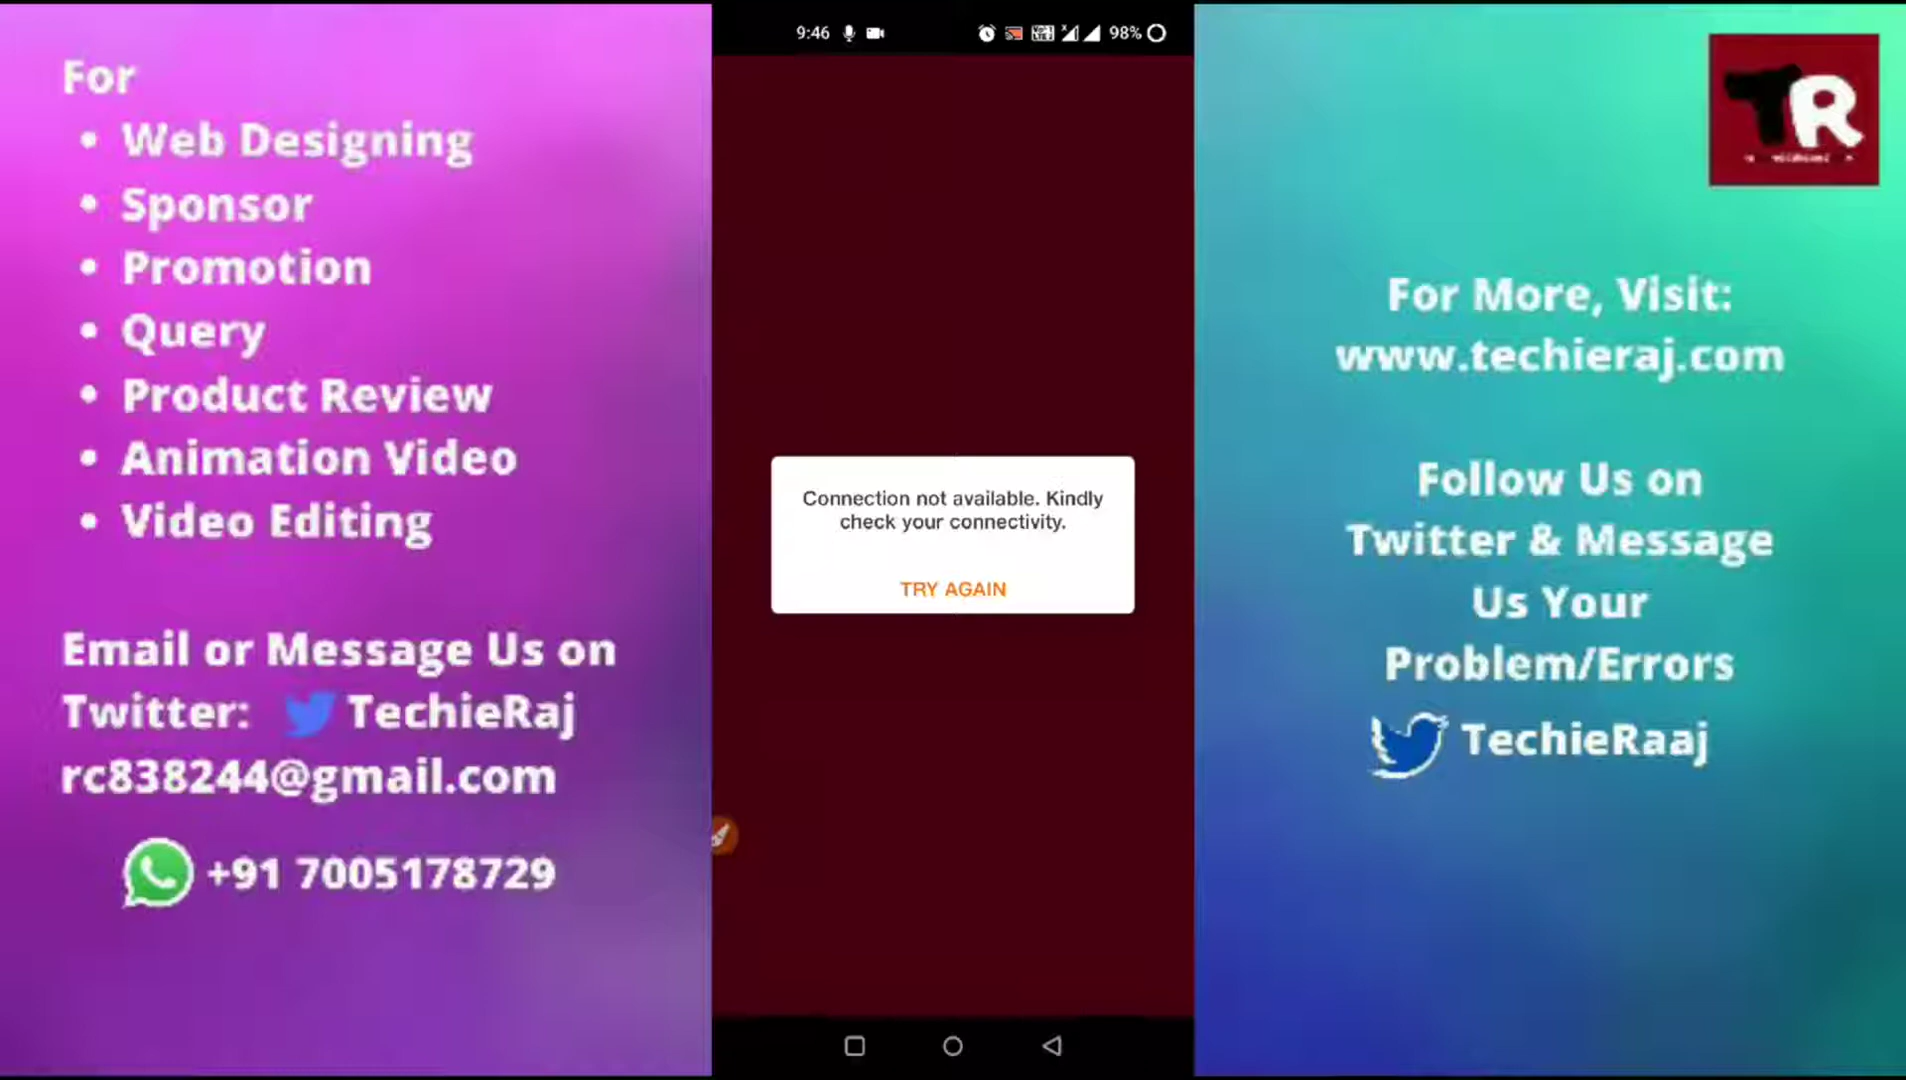 For
• Web Designing
• Sponsor
• Promotion
• Query
• Product Review
• Animation Video
• Video Editing
Email or Message Us on
Twitter: TechieRaj
rc838244@gmail.com
+91 7005178729
9:46
98%
Connection not available. Kindly
check your connectivity.
TRY AGAIN
TR
For More, Visit:
www.techieraj.com
Follow Us on
Twitter & Message
Us Your
Problem/Errors
TechieRaaj